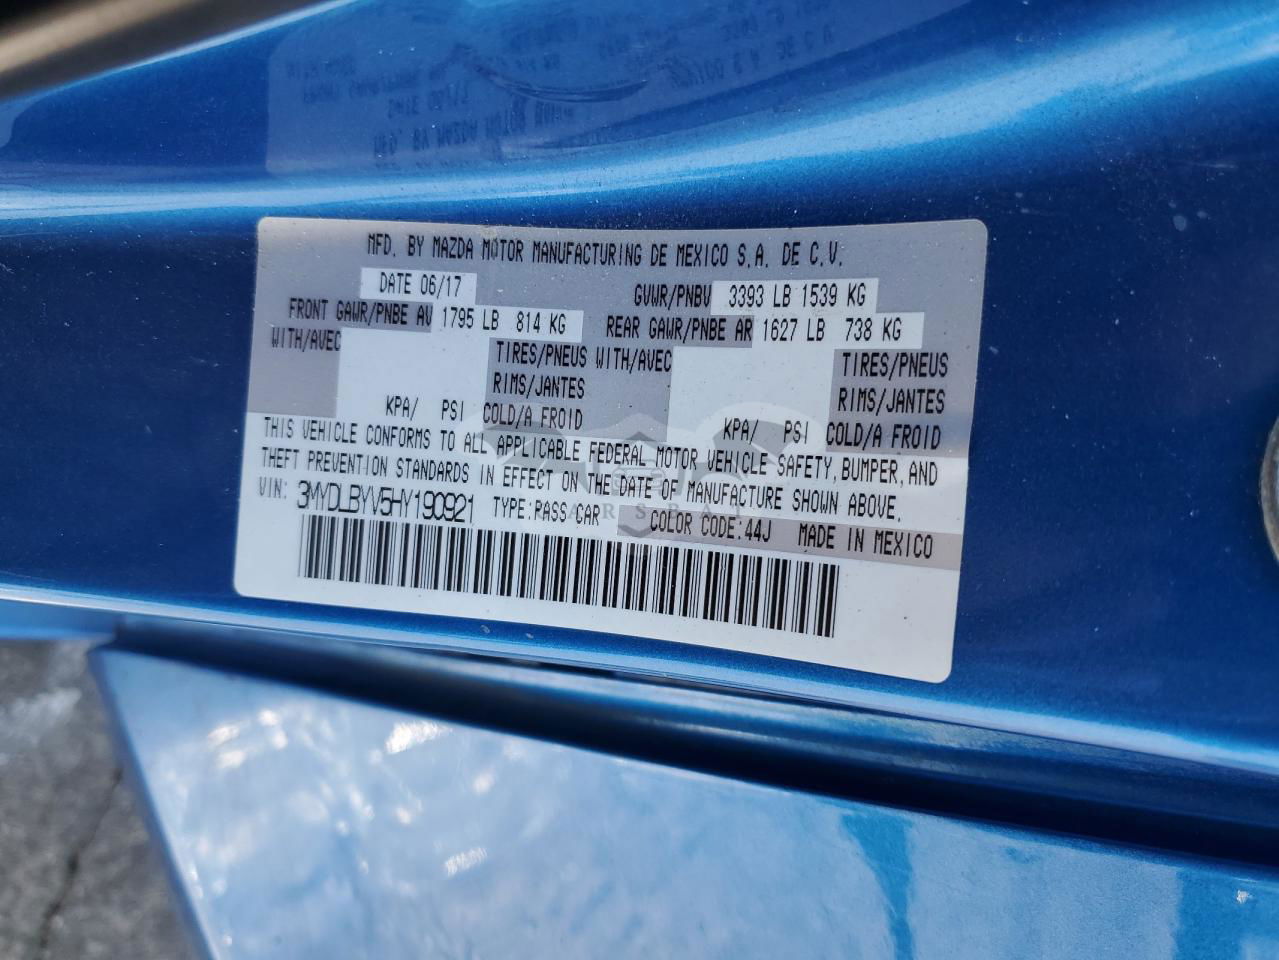 MFD. BY MAZDA MOTOR MANUFACTURING DE MEXICO S.A. DE C.V.
DATE 06/17 GVWR/PNBV 3393 LB 1539 KG
FRONT GAWR/PNBE AV 1795 LB 814 KG REAR GAWR/PNBE AR 1627 LB 738 KG
WITH/AVEC TIRES/PNEUS WITH/AVEC TIRES/PNEUS
RIMS/JANTES RIMS/JANTES
KPA/ PSI COLD/A FROID KPA/ PSI COLD/A FROID
THIS VEHICLE CONFORMS TO ALL APPLICABLE FEDERAL MOTOR VEHICLE SAFETY, BUMPER, AND
THEFT PREVENTION STANDARDS IN EFFECT ON THE DATE OF MANUFACTURE SHOWN ABOVE.
VIN: 3MYDLBYV5HY190921 TYPE:PASS CAR COLOR CODE:44J MADE IN MEXICO